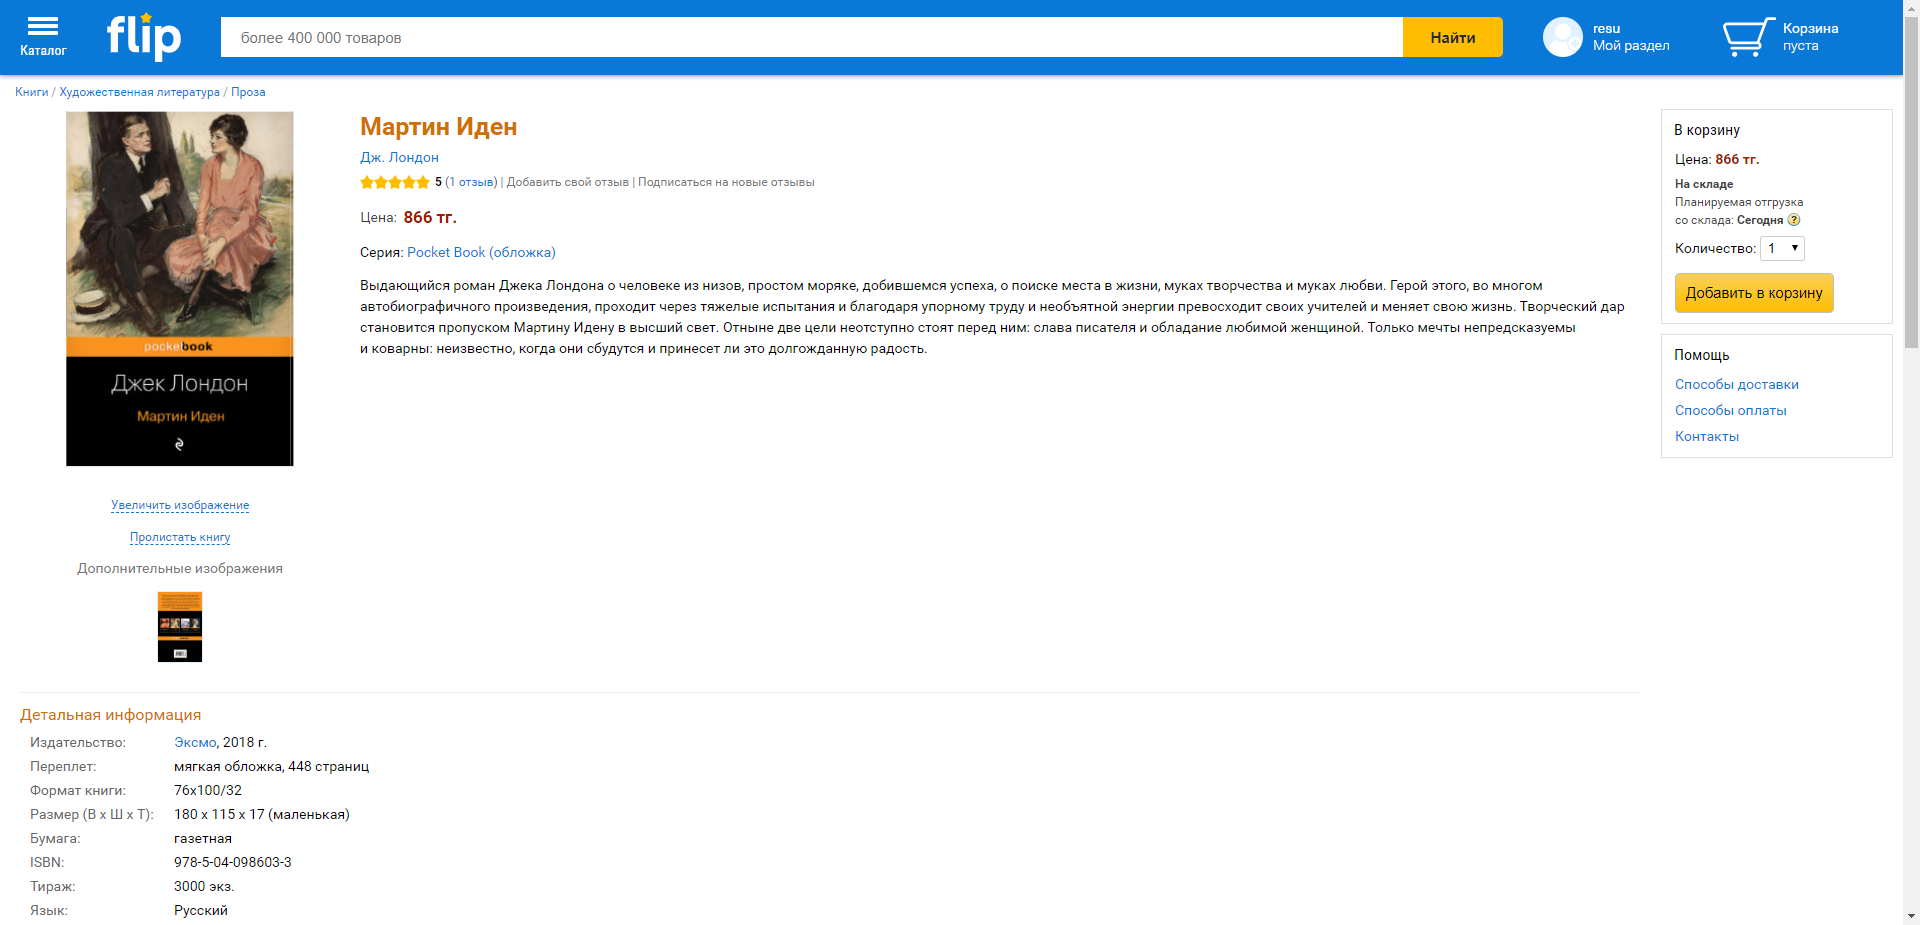 Каталог
flip
более 400 000 товаров
Найти
resu
Мой раздел
Корзина
пуста
Книги / Художественная литература / Проза
pocketbook
Джек Лондон
Мартин Иден
Увеличить изображение
Пролистать книгу
Дополнительные изображения
Мартин Иден
Дж. Лондон
5 (1 отзыв) | Добавить свой отзыв | Подписаться на новые отзывы
Цена: 866 тг.
Серия: Pocket Book (обложка)
Выдающийся роман Джека Лондона о человеке из низов, простом моряке, добившемся успеха, о поиске места в жизни, муках творчества и муках любви. Герой этого, во многом
автобиографичного произведения, проходит через тяжелые испытания и благодаря упорному труду и необъятной энергии превосходит своих учителей и меняет свою жизнь. Творческий дар
становится пропуском Мартину Идену в высший свет. Отныне две цели неотступно стоят перед ним: слава писателя и обладание любимой женщиной. Только мечты непредсказуемы
и коварны: неизвестно, когда они сбудутся и принесет ли это долгожданную радость.
В корзину
Цена: 866 тг.
На складе
Планируемая отгрузка
со склада: Сегодня ?
Количество: 1
Добавить в корзину
Помощь
Способы доставки
Способы оплаты
Контакты
Детальная информация
Издательство: Эксмо, 2018 г.
Переплет: мягкая обложка, 448 страниц
Формат книги: 76x100/32
Размер (В x Ш x Т): 180 x 115 x 17 (маленькая)
Бумага: газетная
ISBN: 978-5-04-098603-3
Тираж: 3000 экз.
Язык: Русский